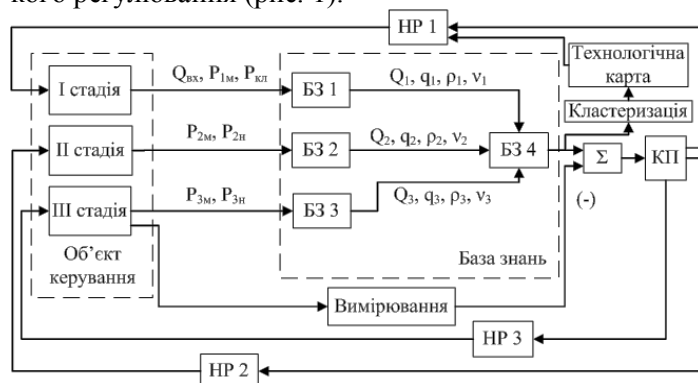 кого регулювання (рис. 1).
НР 1
Технологічна
карта
Кластеризація
I стадія
Qвх, P1м, Pкл
БЗ 1
Q1, q1, ρ1, ν1
II стадія
P2м, P2н
БЗ 2
Q2, q2, ρ2, ν2
БЗ 4
Σ
КП
III стадія
P3м, P3н
БЗ 3
Q3, q3, ρ3, ν3
(-)
Об’єкт
керування
База знань
Вимірювання
НР 3
НР 2